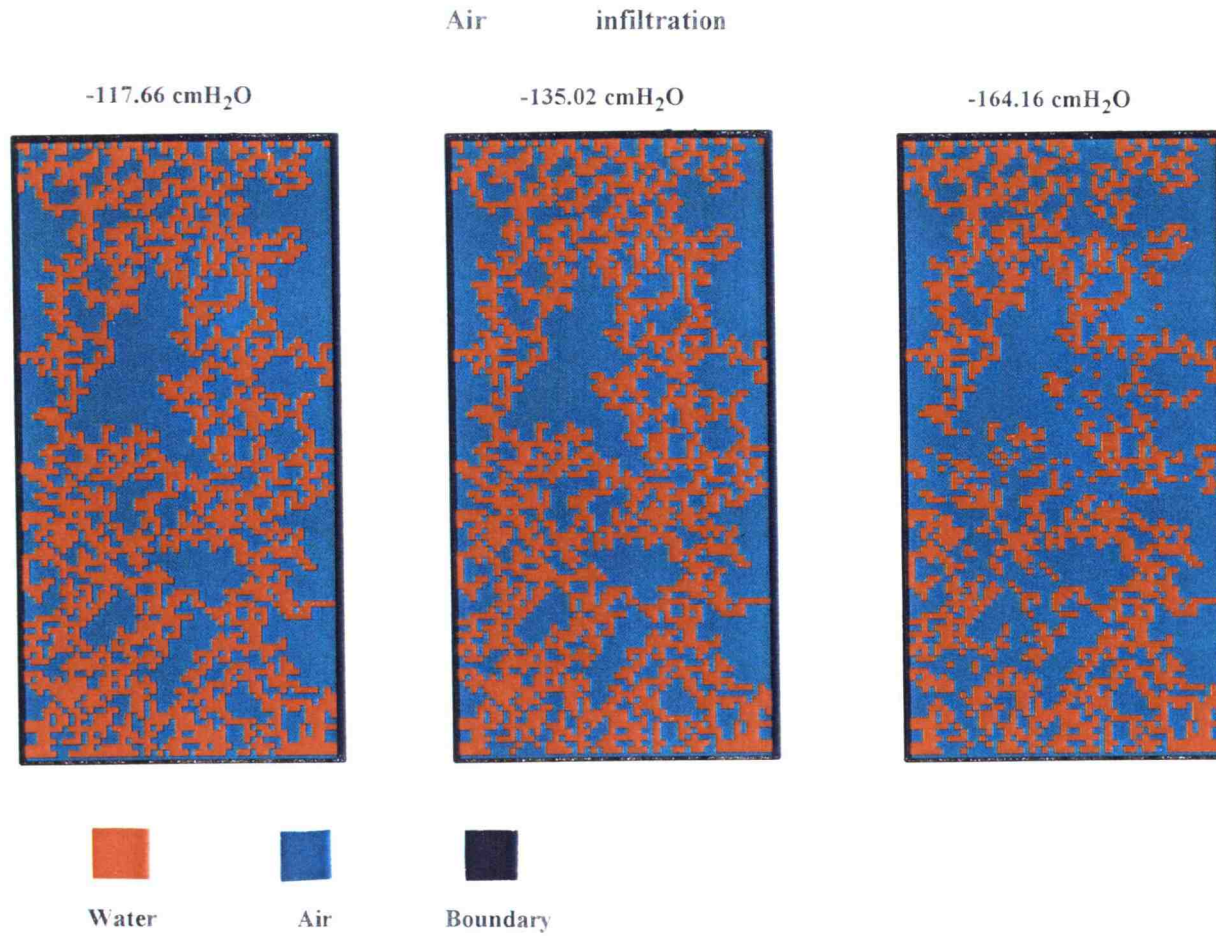 Air infiltration
-117.66 cmH₂O
-135.02 cmH₂O
-164.16 cmH₂O
Water
Air
Boundary